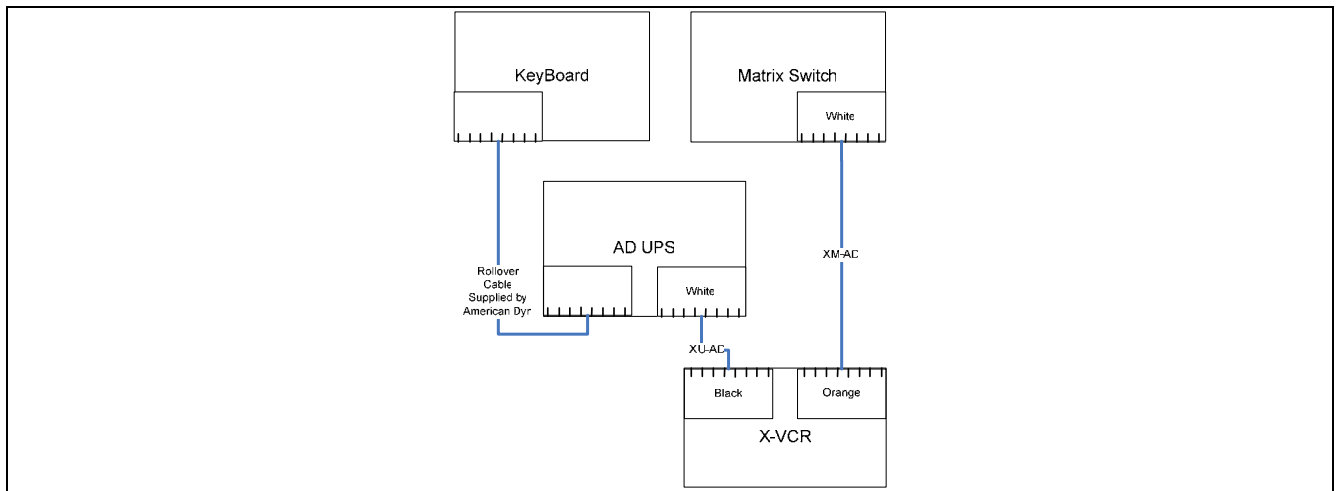 KeyBoard
Matrix Switch
White
AD UPS
XM-AD
Rollover
Cable
Supplied by
American Dyr
White
XU-AD
Black
Orange
X-VCR